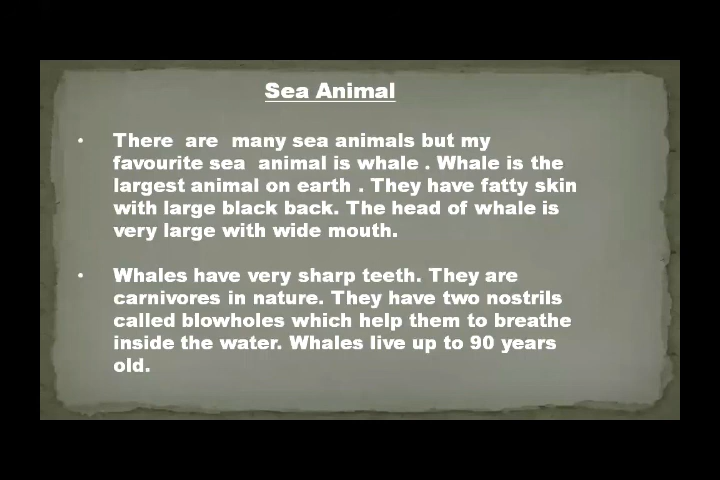 Sea Animal
• There are many sea animals but my
favourite sea animal is whale . Whale is the
largest animal on earth . They have fatty skin
with large black back. The head of whale is
very large with wide mouth.
• Whales have very sharp teeth. They are
carnivores in nature. They have two nostrils
called blowholes which help them to breathe
inside the water. Whales live up to 90 years
old.